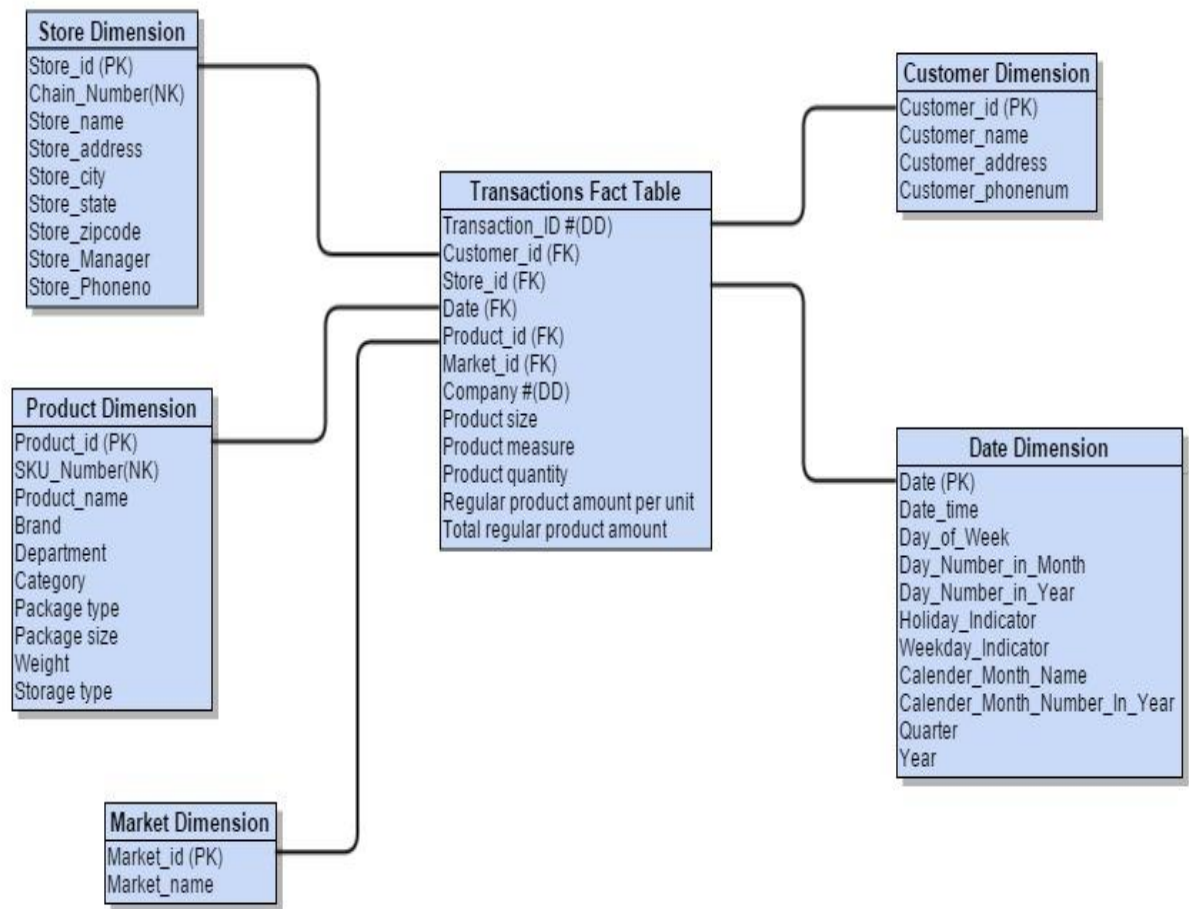 Store Dimension
Store_id (PK)
Chain_Number(NK)
Store_name
Store_address
Store_city
Store_state
Store_zipcode
Store_Manager
Store_Phoneno
Customer Dimension
Customer_id (PK)
Customer_name
Customer_address
Customer_phonenum
Transactions Fact Table
Transaction_ID #(DD)
Customer_id (FK)
Store_id (FK)
Date (FK)
Product_id (FK)
Market_id (FK)
Company #(DD)
Product size
Product measure
Product quantity
Regular product amount per unit
Total regular product amount
Product Dimension
Product_id (PK)
SKU_Number(NK)
Product_name
Brand
Department
Category
Package type
Package size
Weight
Storage type
Date Dimension
Date (PK)
Date_time
Day_of_Week
Day_Number_in_Month
Day_Number_in_Year
Holiday_Indicator
Weekday_Indicator
Calender_Month_Name
Calender_Month_Number_In_Year
Quarter
Year
Market Dimension
Market_id (PK)
Market_name